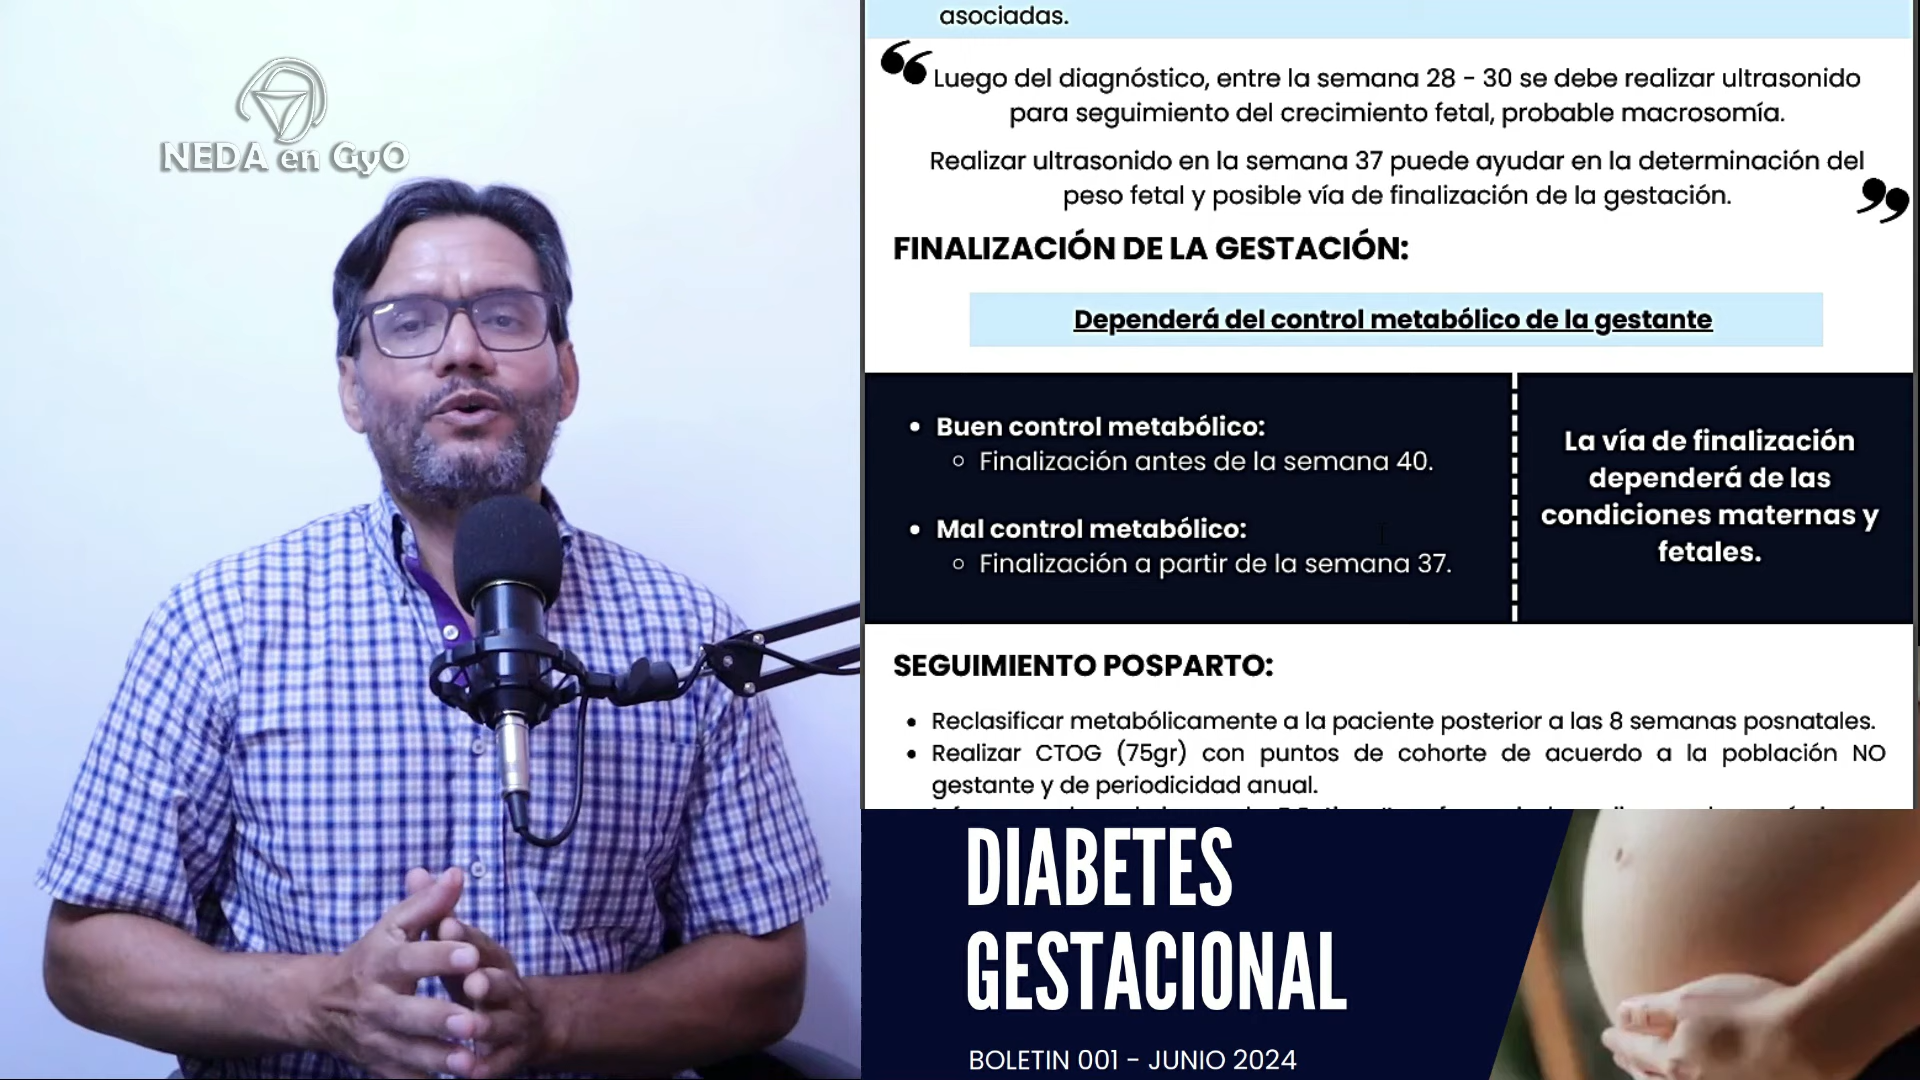 NEDA en GyO
asociadas.
“
Luego del diagnóstico, entre la semana 28 - 30 se debe realizar ultrasonido
para seguimiento del crecimiento fetal, probable macrosomía.
Realizar ultrasonido en la semana 37 puede ayudar en la determinación del
peso fetal y posible vía de finalización de la gestación.
”
FINALIZACIÓN DE LA GESTACIÓN:
Dependerá del control metabólico de la gestante
• Buen control metabólico:
○ Finalización antes de la semana 40.
• Mal control metabólico:
○ Finalización a partir de la semana 37.
La vía de finalización
dependerá de las
condiciones maternas y
fetales.
SEGUIMIENTO POSPARTO:
• Reclasificar metabólicamente a la paciente posterior a las 8 semanas posnatales.
• Realizar CTOG (75gr) con puntos de cohorte de acuerdo a la población NO
gestante y de periodicidad anual.
DIABETES
GESTACIONAL
BOLETIN 001 - JUNIO 2024